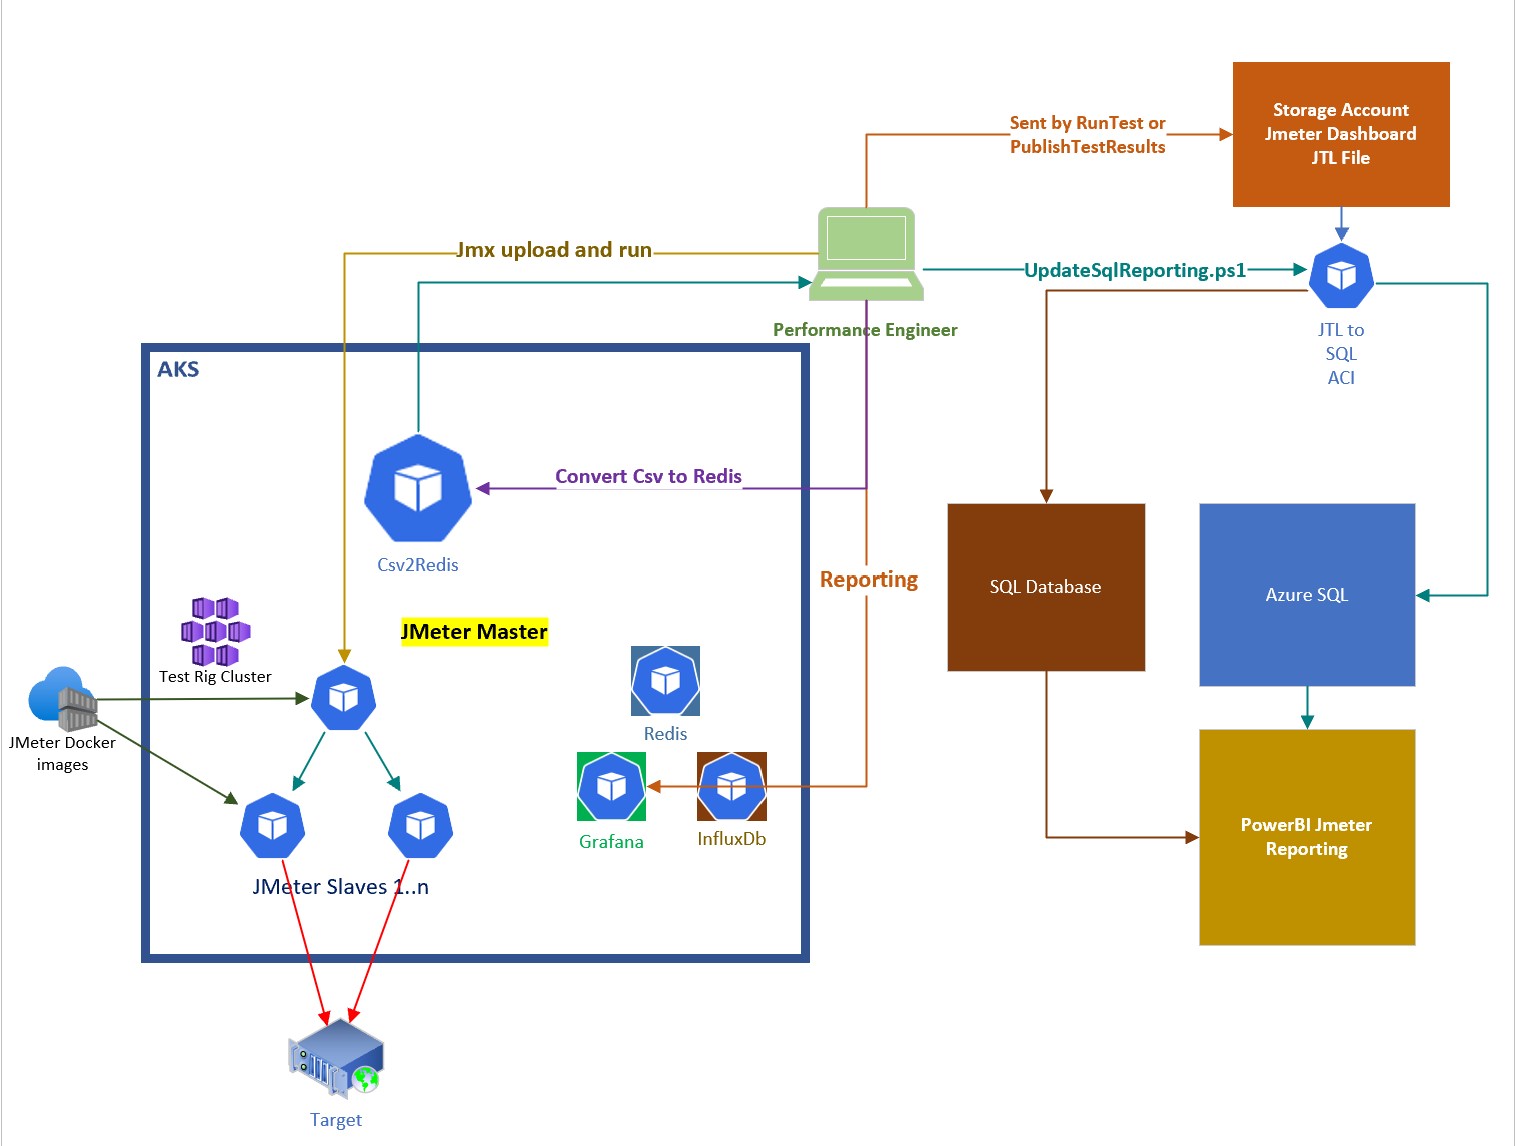 Storage Account
Jmeter Dashboard
JTL File
Sent by RunTest or
PublishTestResults
Jmx upload and run
UpdateSqlReporting.ps1
Performance Engineer
JTL to
SQL
ACI
AKS
Convert Csv to Redis
Csv2Redis
Reporting
SQL Database
Azure SQL
JMeter Master
Test Rig Cluster
JMeter Docker
images
Redis
Grafana
InfluxDb
PowerBI Jmeter
Reporting
JMeter Slaves 1..n
Target